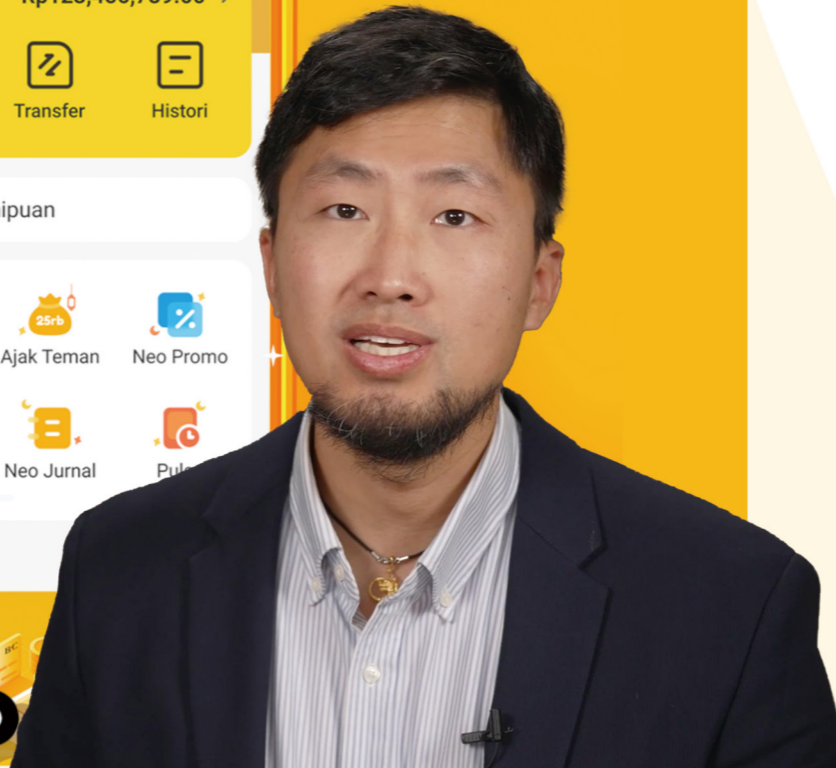 Transfer
Histori
ipuan
25rb
Ajak Teman
Neo Promo
Neo Jurnal